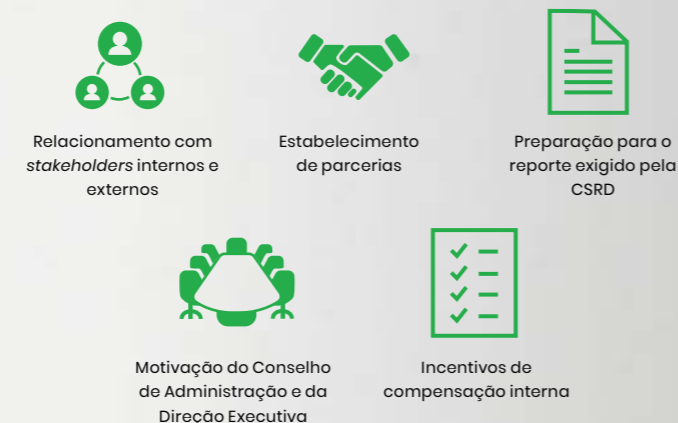 Relacionamento com
stakeholders internos e
externos
Estabelecimento
de parcerias
Preparação para o
reporte exigido pela
CSRD
Motivação do Conselho
de Administração e da
Direção Executiva
Incentivos de
compensação interna